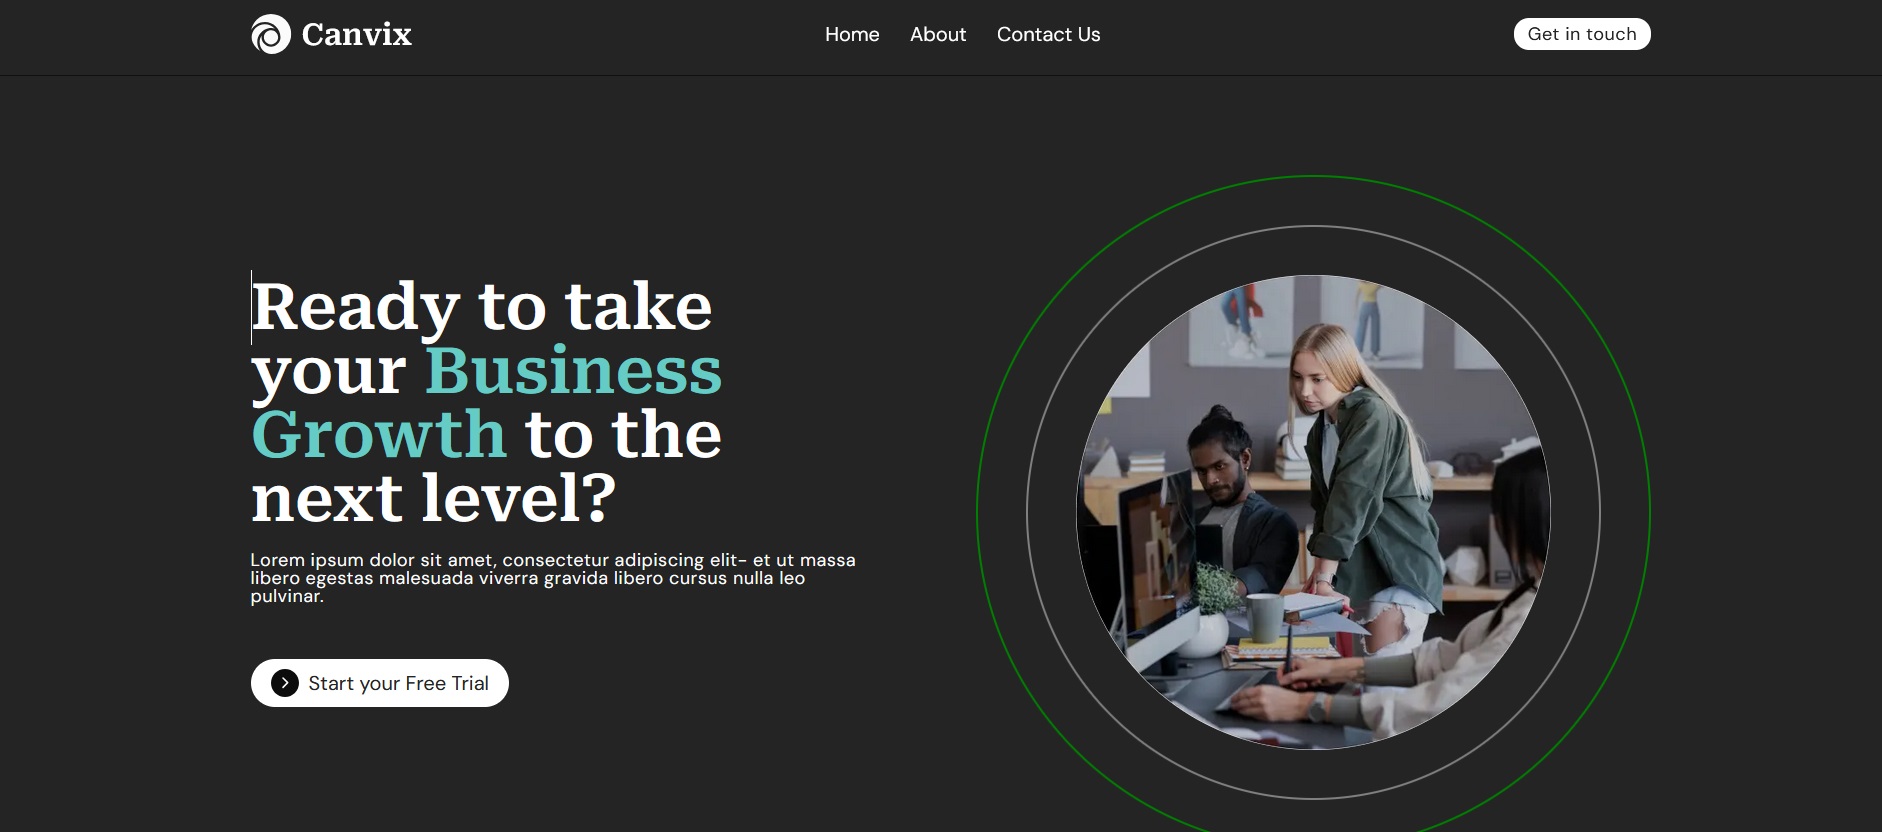 Canvix
Home About Contact Us
Get in touch
Ready to take
your Business
Growth to the
next level?
Lorem ipsum dolor sit amet, consectetur adipiscing elit- et ut massa
libero egestas malesuada viverra gravida libero cursus nulla leo
pulvinar.
Start your Free Trial